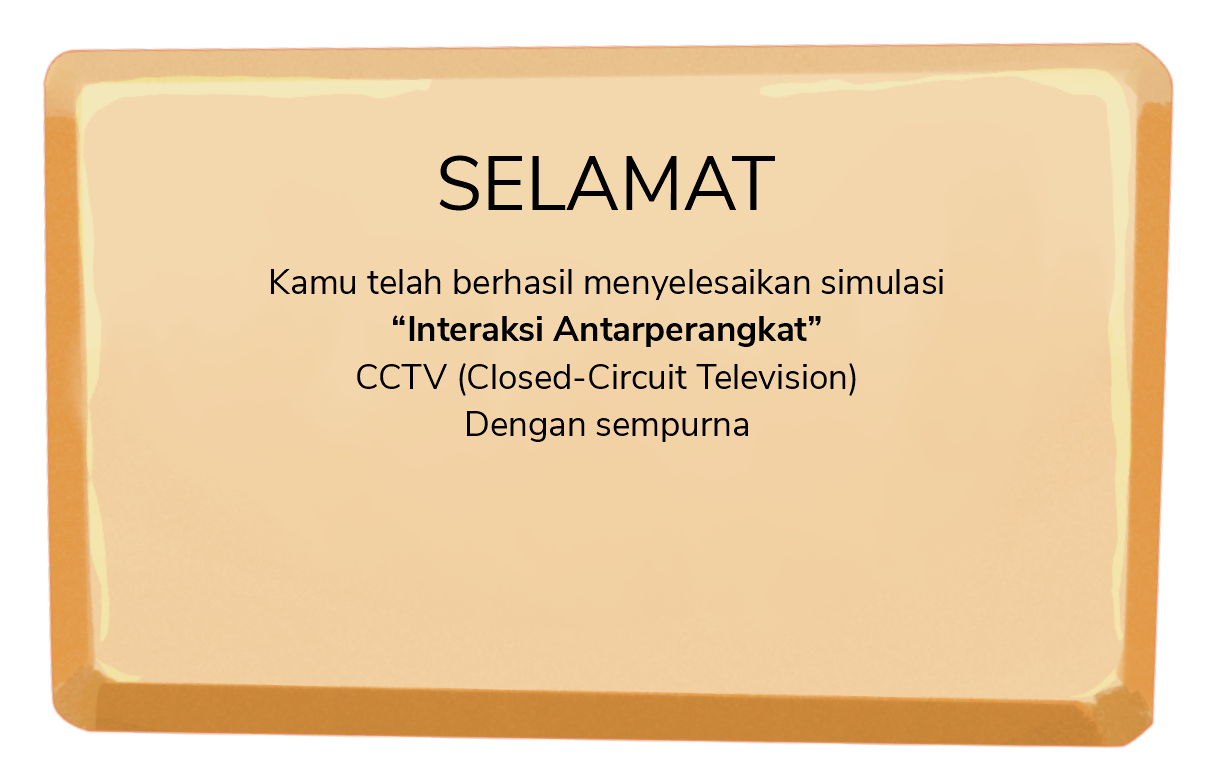 SELAMAT
Kamu telah berhasil menyelesaikan simulasi
“Interaksi Antarperangkat”
CCTV (Closed-Circuit Television)
Dengan sempurna